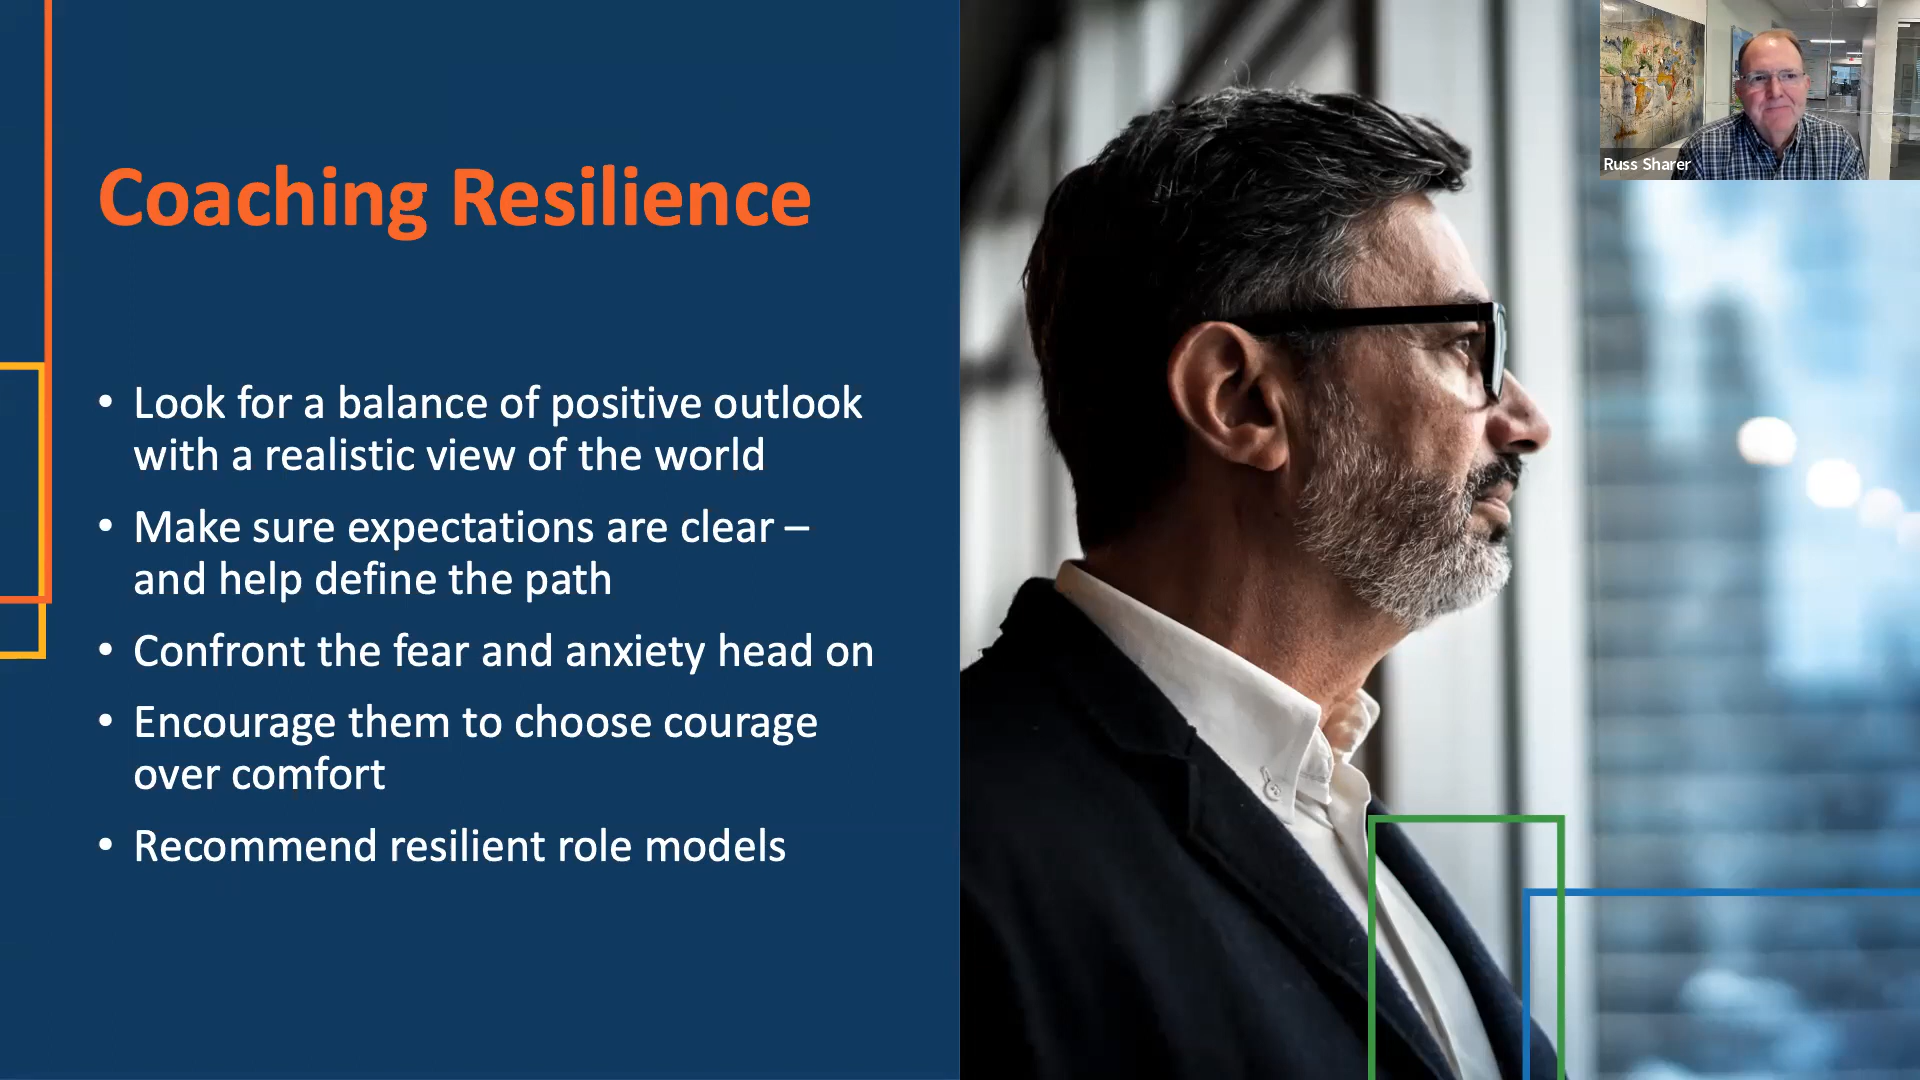 Coaching Resilience
• Look for a balance of positive outlook
with a realistic view of the world
• Make sure expectations are clear –
and help define the path
• Confront the fear and anxiety head on
• Encourage them to choose courage
over comfort
• Recommend resilient role models
Russ Sharer